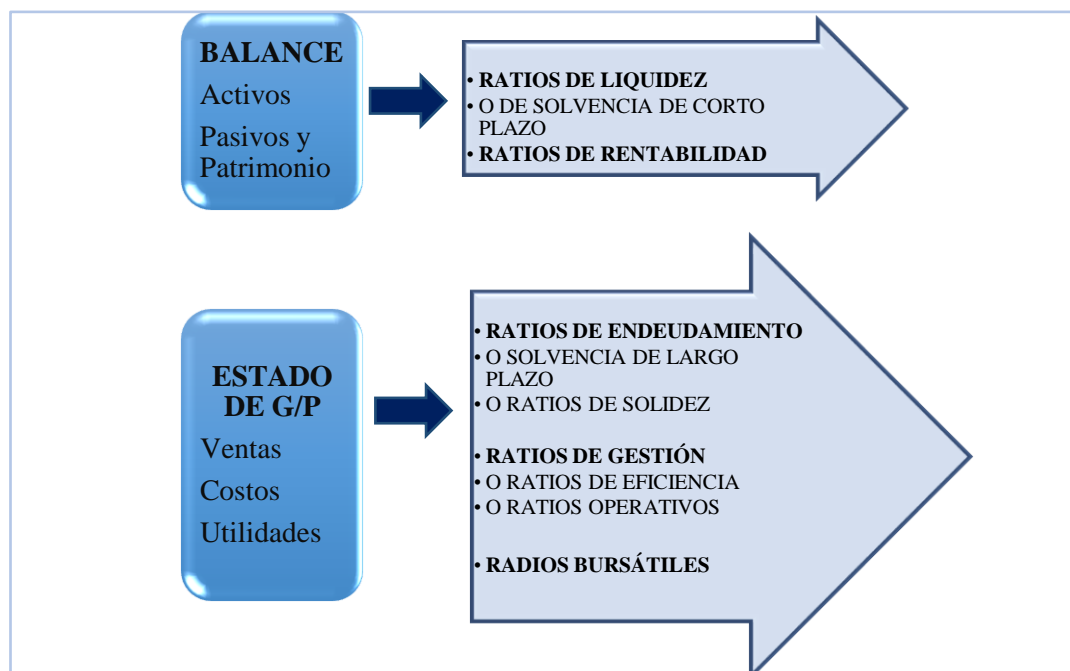 BALANCE
Activos
Pasivos y
Patrimonio
• RATIOS DE LIQUIDEZ
• O DE SOLVENCIA DE CORTO
PLAZO
• RATIOS DE RENTABILIDAD
ESTADO
DE G/P
Ventas
Costos
Utilidades
• RATIOS DE ENDEUDAMIENTO
• O SOLVENCIA DE LARGO
PLAZO
• O RATIOS DE SOLIDEZ
• RATIOS DE GESTIÓN
• O RATIOS DE EFICIENCIA
• O RATIOS OPERATIVOS
• RADIOS BURSÁTILES